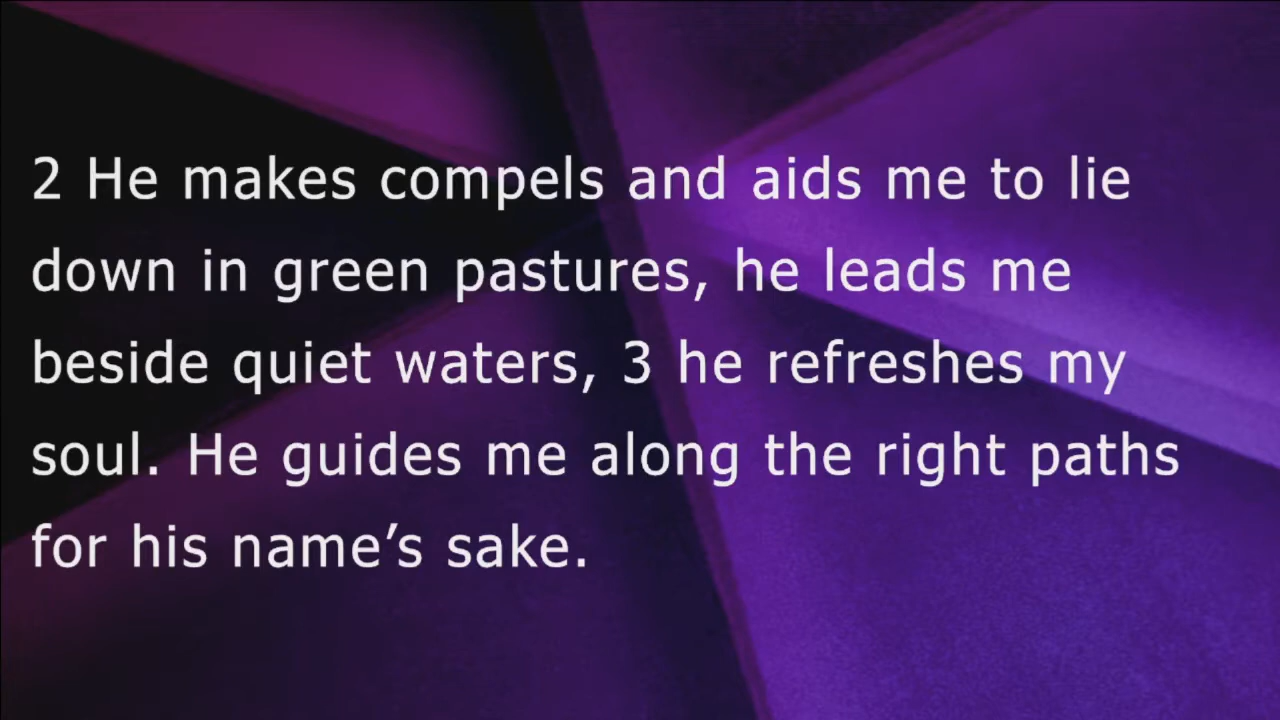 2 He makes compels and aids me to lie
down in green pastures, he leads me
beside quiet waters, 3 he refreshes my
soul. He guides me along the right paths
for his name’s sake.